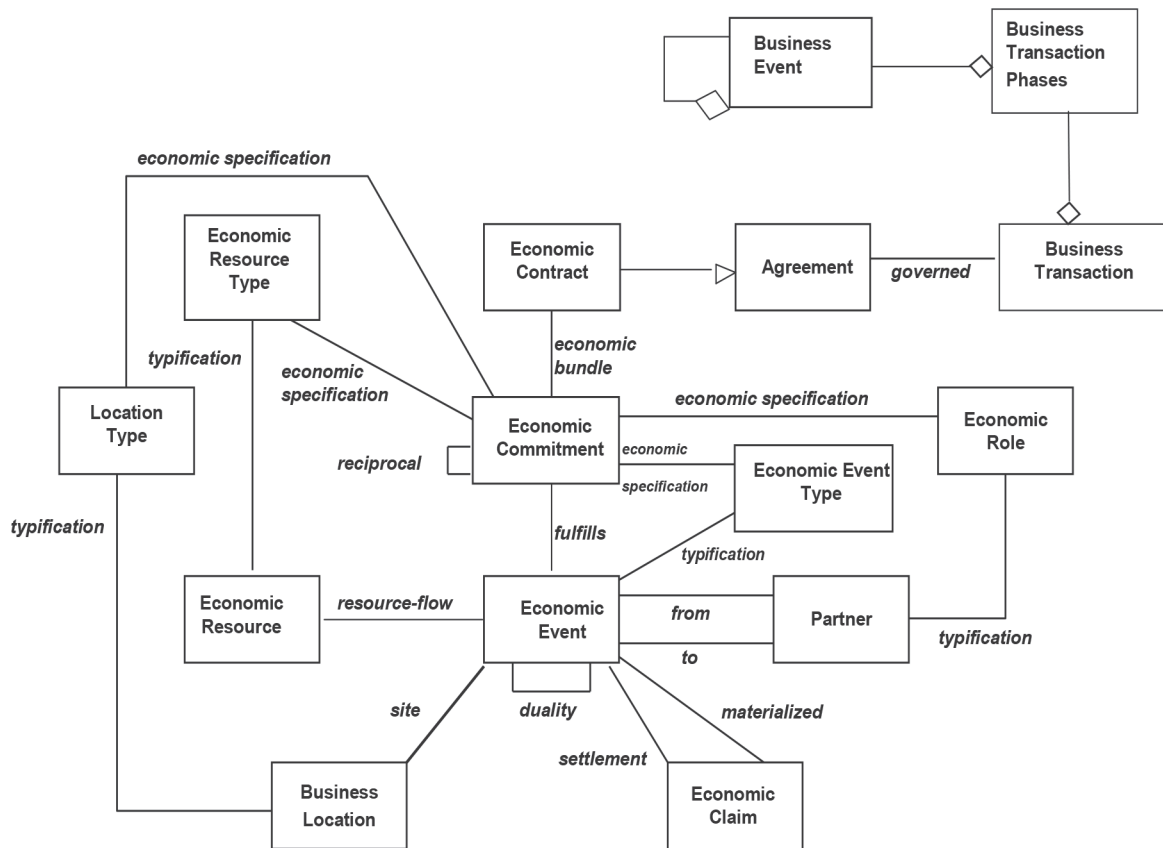 Business
Event
Business
Transaction
Phases
economic specification
Economic
Resource
Type
Economic
Contract
Agreement
governed
Business
Transaction
typification
economic
specification
economic
bundle
Location
Type
Economic
Commitment
economic specification
Economic
Role
reciprocal
economic
specification
Economic Event
Type
typification
fulfills
typification
Economic
Resource
resource-flow
Economic
Event
from
to
Partner
typification
site
duality
materialized
settlement
Business
Location
Economic
Claim